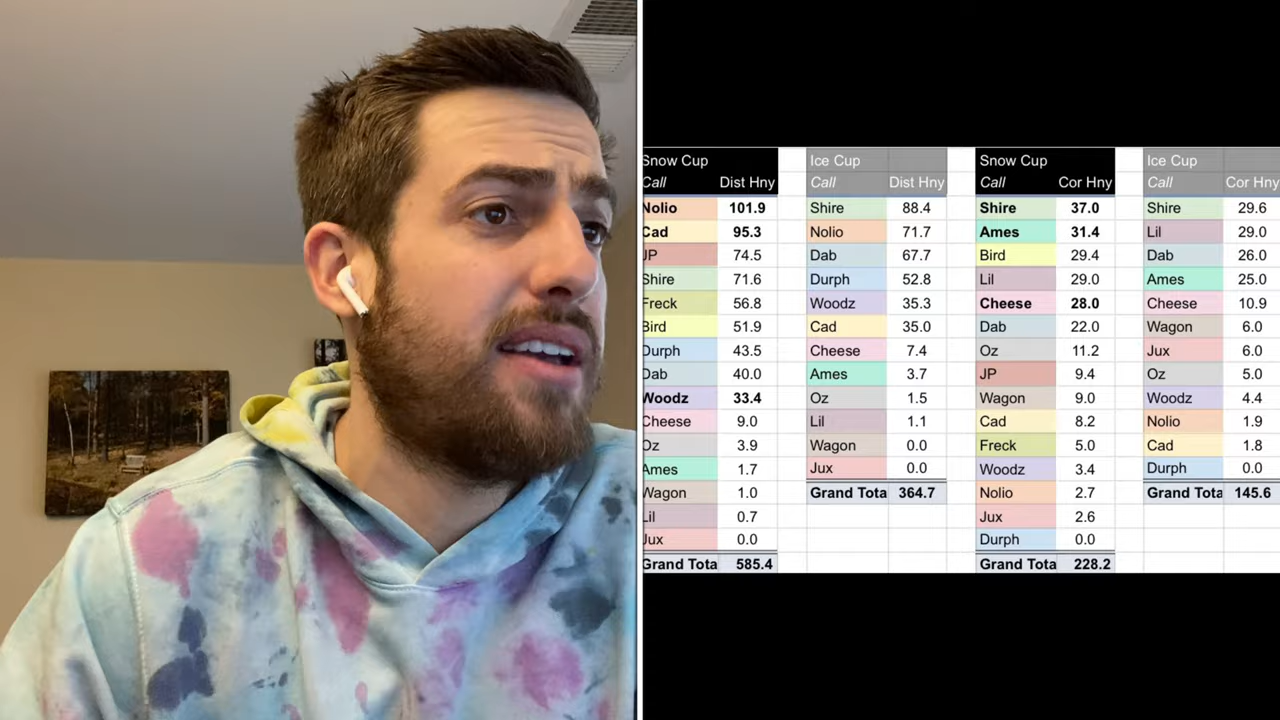 Snow Cup Ice Cup Snow Cup Ice Cup
Call Dist Hny Call Dist Hny Call Cor Hny Call Cor Hny
Nolio 101.9 Shire 88.4 Shire 37.0 Shire 29.6
Cad 95.3 Nolio 71.7 Ames 31.4 Lil 29.0
JP 74.5 Dab 67.7 Bird 29.4 Dab 26.0
Shire 71.6 Durph 52.8 Lil 29.0 Ames 25.0
Freck 56.8 Woodz 35.3 Cheese 28.0 Cheese 10.9
Bird 51.9 Cad 35.0 Dab 22.0 Wagon 6.0
Durph 43.5 Cheese 7.4 Oz 11.2 Jux 6.0
Dab 40.0 Ames 3.7 JP 9.4 Oz 5.0
Woodz 33.4 Oz 1.5 Wagon 9.0 Woodz 4.4
Cheese 9.0 Lil 1.1 Cad 8.2 Nolio 1.9
Oz 3.9 Wagon 0.0 Freck 5.0 Cad 1.8
Ames 1.7 Jux 0.0 Woodz 3.4 Durph 0.0
Wagon 1.0 Grand Tota 364.7 Nolio 2.7 Grand Tota 145.6
Lil 0.7 Jux 2.6
Jux 0.0 Durph 0.0
Grand Tota 585.4 Grand Tota 228.2